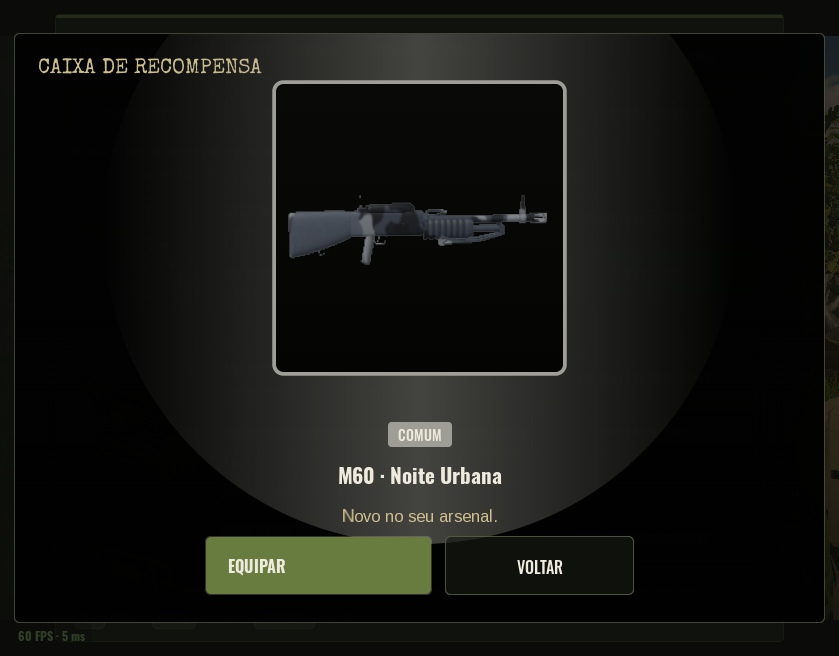 CAIXA DE RECOMPENSA
COMUM
M60 · Noite Urbana
Novo no seu arsenal.
EQUIPAR
VOLTAR
60 FPS · 5 ms